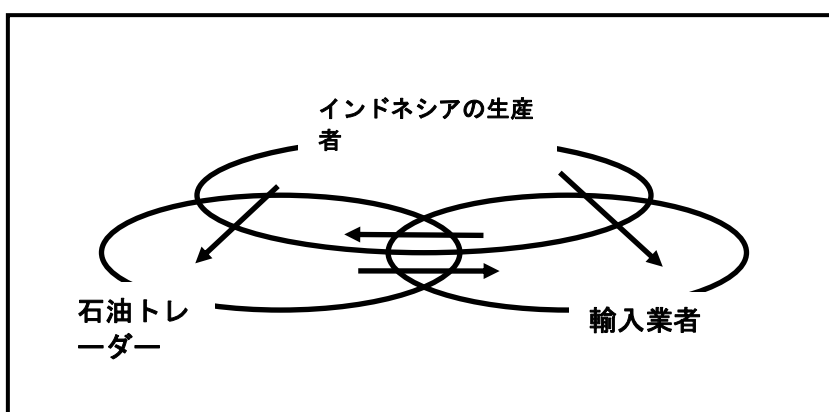 インドネシアの生産
者
石油トレ
ーダー
輸入業者